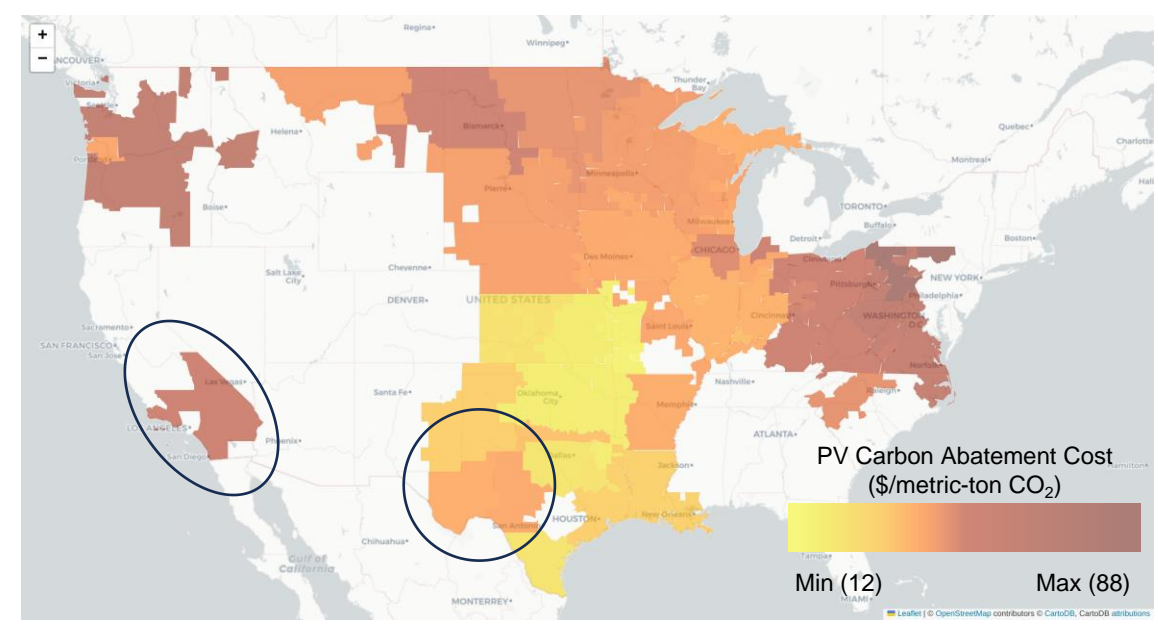 +
−
Regina
Winnipeg
NCOUVER
Victoria
Seattle
Thunder
Bay
Helena
Bismarck
Quebec
Charlotte
Montreal
Hali
Portland
Pierre
Minneapolis
Boise
TORONTO
Milwaukee
Buffalo
Detroit
Boston
CHICAGO
Des Moines
Cleveland
Salt Lake
City
Cheyenne
Pittsburgh
NEW YORK
DENVER
UNITED STATES
Philadelphia
Cincinnati
WASHINGTON
D.C.
Sacramento
Saint Louis
SAN FRANCISCO
San Jose
Norfolk
Las Vegas
Santa Fe
Nashville
Oklahoma
City
Raleigh
Memphis
LOS ANGELES
Phoenix
ATLANTA
San Diego
Dallas
Jackson
PV Carbon Abatement Cost
($/metric-ton CO₂)
Hamilton
San Antonio
HOUSTON
New Orleans
Chihuahua
Gulf of
California
Tampa
Min (12)
Max (88)
MONTERREY
MIAMI
Leaflet | © OpenStreetMap contributors © CartoDB, CartoDB attributions